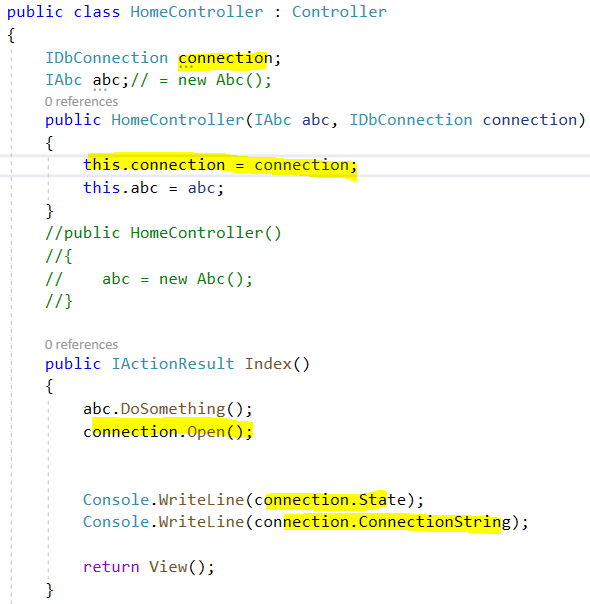 public class HomeController : Controller
{
IDbConnection connection;
IAbc abc;// = new Abc();
0 references
public HomeController(IAbc abc, IDbConnection connection)
{
this.connection = connection;
this.abc = abc;
}
//public HomeController()
//{
//    abc = new Abc();
//}
0 references
public IActionResult Index()
{
abc.DoSomething();
connection.Open();
Console.WriteLine(connection.State);
Console.WriteLine(connection.ConnectionString);
return View();
}